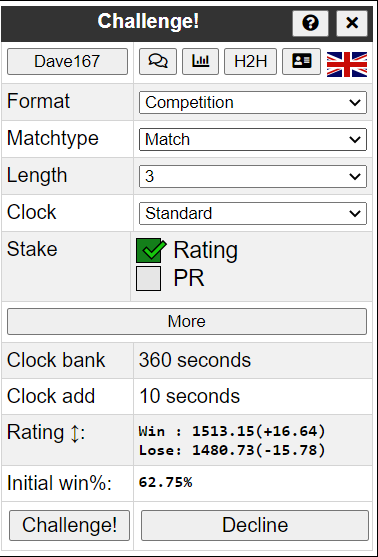 Challenge!
Dave167 H2H
Format Competition
Matchtype Match
Length 3
Clock Standard
Stake Rating
PR
More
Clock bank 360 seconds
Clock add 10 seconds
Rating ↕: Win : 1513.15(+16.64)
Lose: 1480.73(-15.78)
Initial win%: 62.75%
Challenge! Decline